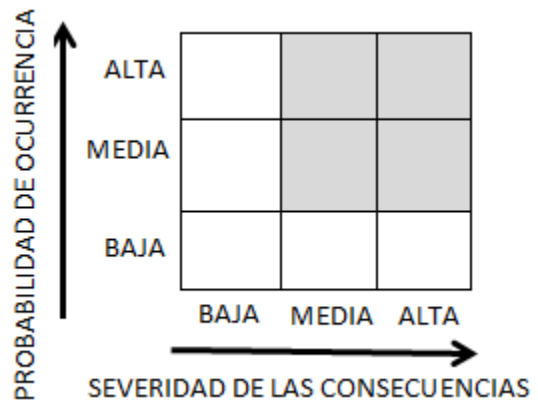 PROBABILIDAD DE OCURRENCIA
ALTA
MEDIA
BAJA
BAJA MEDIA ALTA
SEVERIDAD DE LAS CONSECUENCIAS